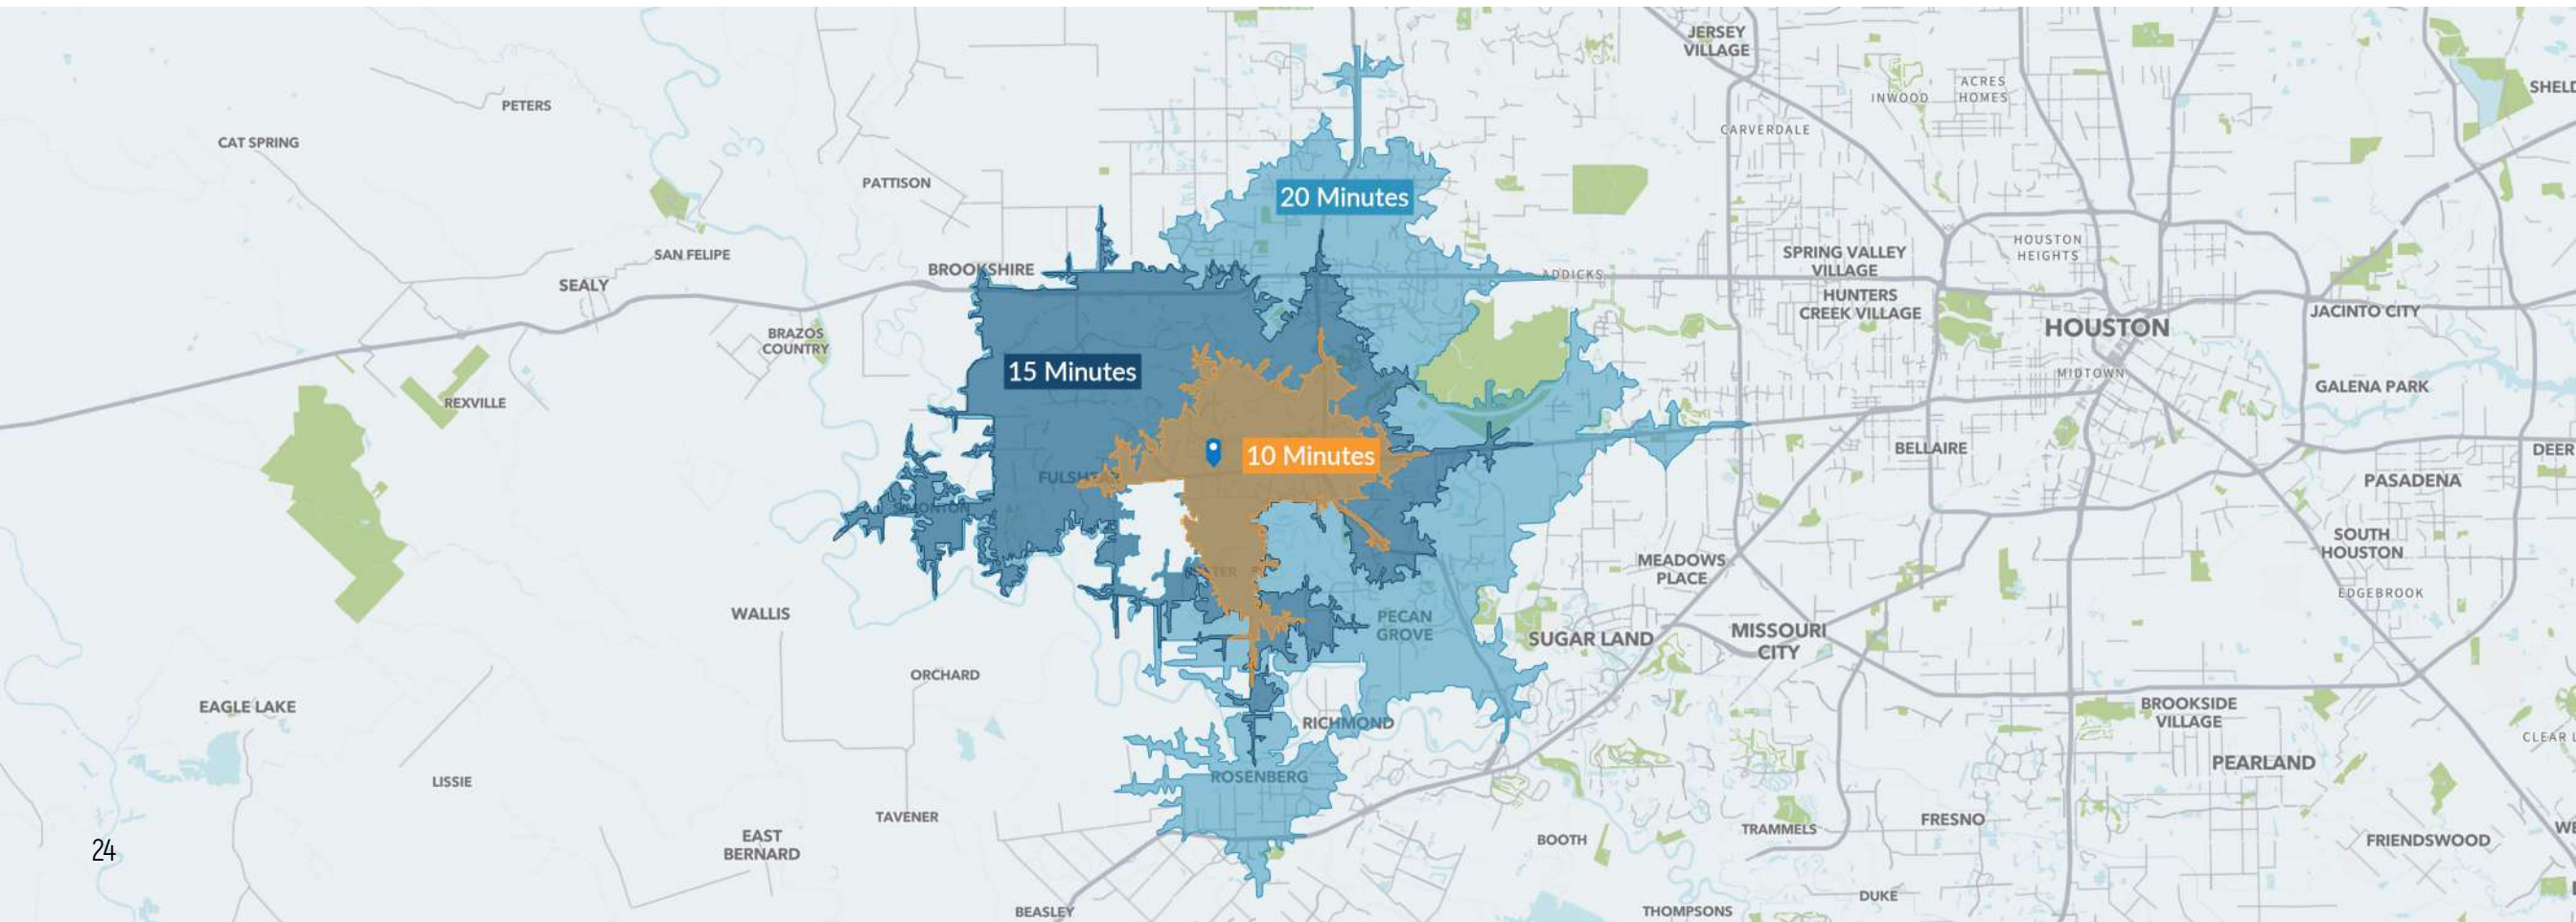 JERSEY
VILLAGE
ACRES
HOMES
INWOOD
SHELD
PETERS
CARVERDALE
CAT SPRING
PATTISON
20 Minutes
SAN FELIPE
HOUSTON
HEIGHTS
SPRING VALLEY
VILLAGE
BROOKSHIRE
ADDICKS
SEALY
HUNTERS
CREEK VILLAGE
JACINTO CITY
HOUSTON
BRAZOS
COUNTRY
15 Minutes
MIDTOWN
GALENA PARK
REXVILLE
10 Minutes
BELLAIRE
DEER
PASADENA
SIMONTON
SOUTH
HOUSTON
MEADOWS
PLACE
EDGEBROOK
WALLIS
PECAN
GROVE
SUGAR LAND
MISSOURI
CITY
ORCHARD
EAGLE LAKE
BROOKSIDE
VILLAGE
RICHMOND
CLEAR L
PEARLAND
LISSIE
ROSENBERG
TAVENER
FRESNO
TRAMMELS
EAST
BERNARD
BOOTH
FRIENDSWOOD
WE
24
DUKE
BEASLEY
THOMPSONS